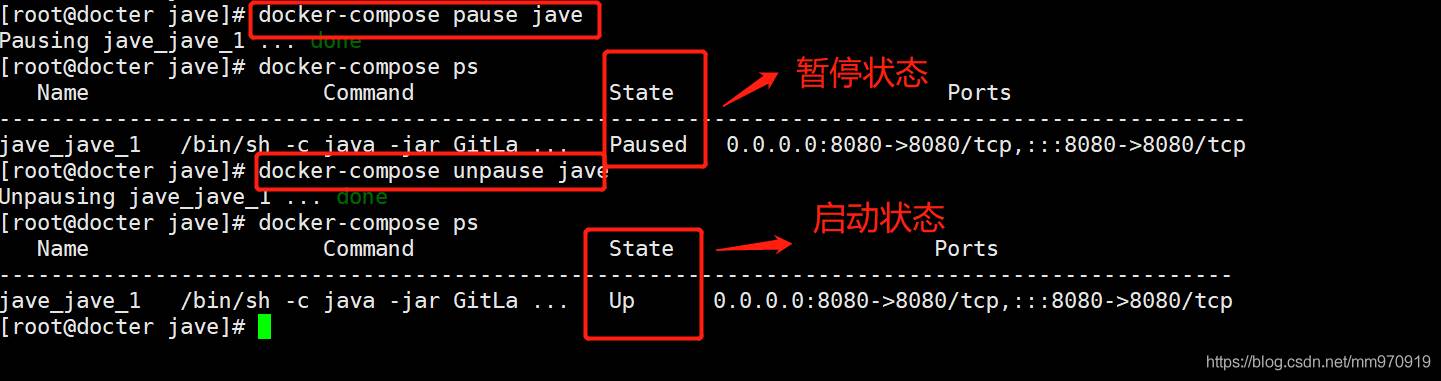 [root@docter jave]# docker-compose pause jave
Pausing jave_jave_1 ... done
[root@docter jave]# docker-compose ps
Name Command State Ports
暂停状态
-----------------------------------------------------------------------------------------------
jave_jave_1 /bin/sh -c java -jar GitLa ... Paused 0.0.0.0:8080->8080/tcp,:::8080->8080/tcp
[root@docter jave]# docker-compose unpause jave
Unpausing jave_jave_1 ... done
[root@docter jave]# docker-compose ps
启动状态
Name Command State Ports
-----------------------------------------------------------------------------------------------
jave_jave_1 /bin/sh -c java -jar GitLa ... Up 0.0.0.0:8080->8080/tcp,:::8080->8080/tcp
[root@docter jave]#
https://blog.csdn.net/mm970919